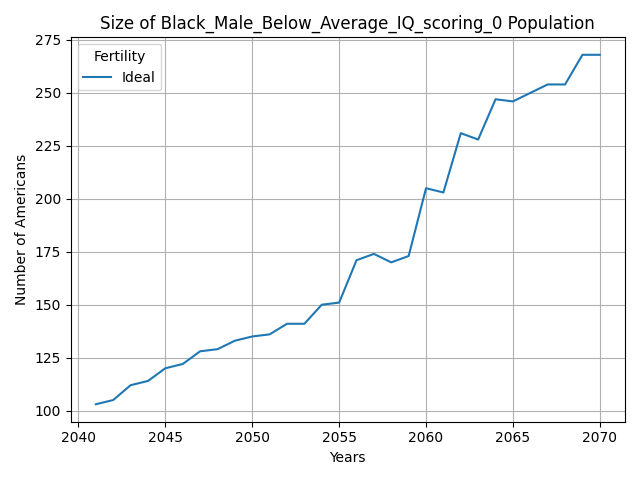 Size of Black_Male_Below_Average_IQ_scoring_0 Population
275
250
225
200
175
150
125
100
Number of Americans
Fertility
Ideal
2040 2045 2050 2055 2060 2065 2070
Years